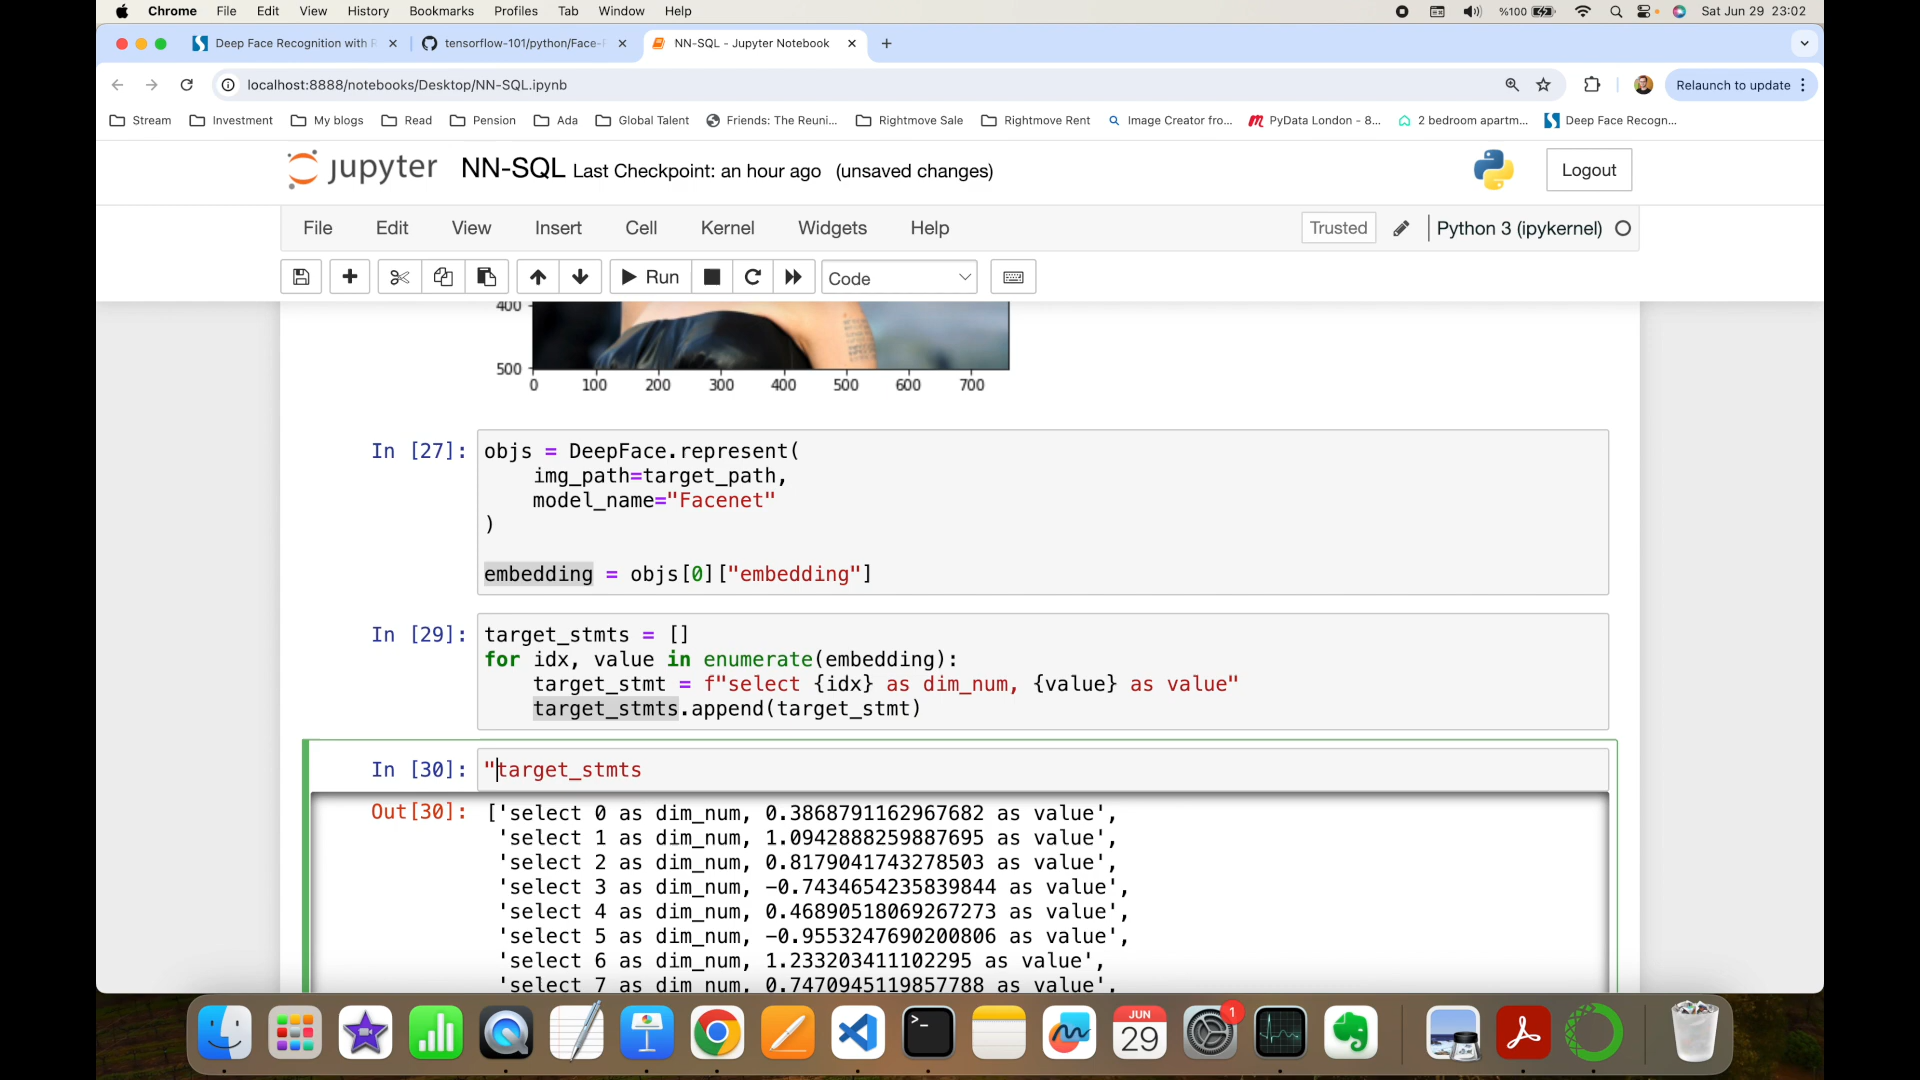 Chrome File Edit View History Bookmarks Profiles Tab Window Help %100 Sat Jun 29 23:02
Deep Face Recognition with tensorflow-101/python/Face- NN-SQL - Jupyter Notebook
localhost:8888/notebooks/Desktop/NN-SQL.ipynb Relaunch to update
Stream Investment My blogs Read Pension Ada Global Talent Friends: The Reuni... Rightmove Sale Rightmove Rent Image Creator fro... PyData London - 8... 2 bedroom apartm... Deep Face Recogn...
jupyter NN-SQL Last Checkpoint: an hour ago (unsaved changes) Logout
File Edit View Insert Cell Kernel Widgets Help Trusted Python 3 (ipykernel)
Run Code
400
500
0 100 200 300 400 500 600 700
In [27]: objs = DeepFace.represent(
img_path=target_path,
model_name="Facenet"
)
embedding = objs[0]["embedding"]
In [29]: target_stmts = []
for idx, value in enumerate(embedding):
target_stmt = f"select {idx} as dim_num, {value} as value"
target_stmts.append(target_stmt)
In [30]: "target_stmts
Out[30]: ['select 0 as dim_num, 0.3868791162967682 as value',
'select 1 as dim_num, 1.0942888259887695 as value',
'select 2 as dim_num, 0.8179041743278503 as value',
'select 3 as dim_num, -0.7434654235839844 as value',
'select 4 as dim_num, 0.46890518069267273 as value',
'select 5 as dim_num, -0.9553247690200806 as value',
'select 6 as dim_num, 1.233203411102295 as value',
'select 7 as dim_num, 0.7470945119857788 as value',
JUN
29
1